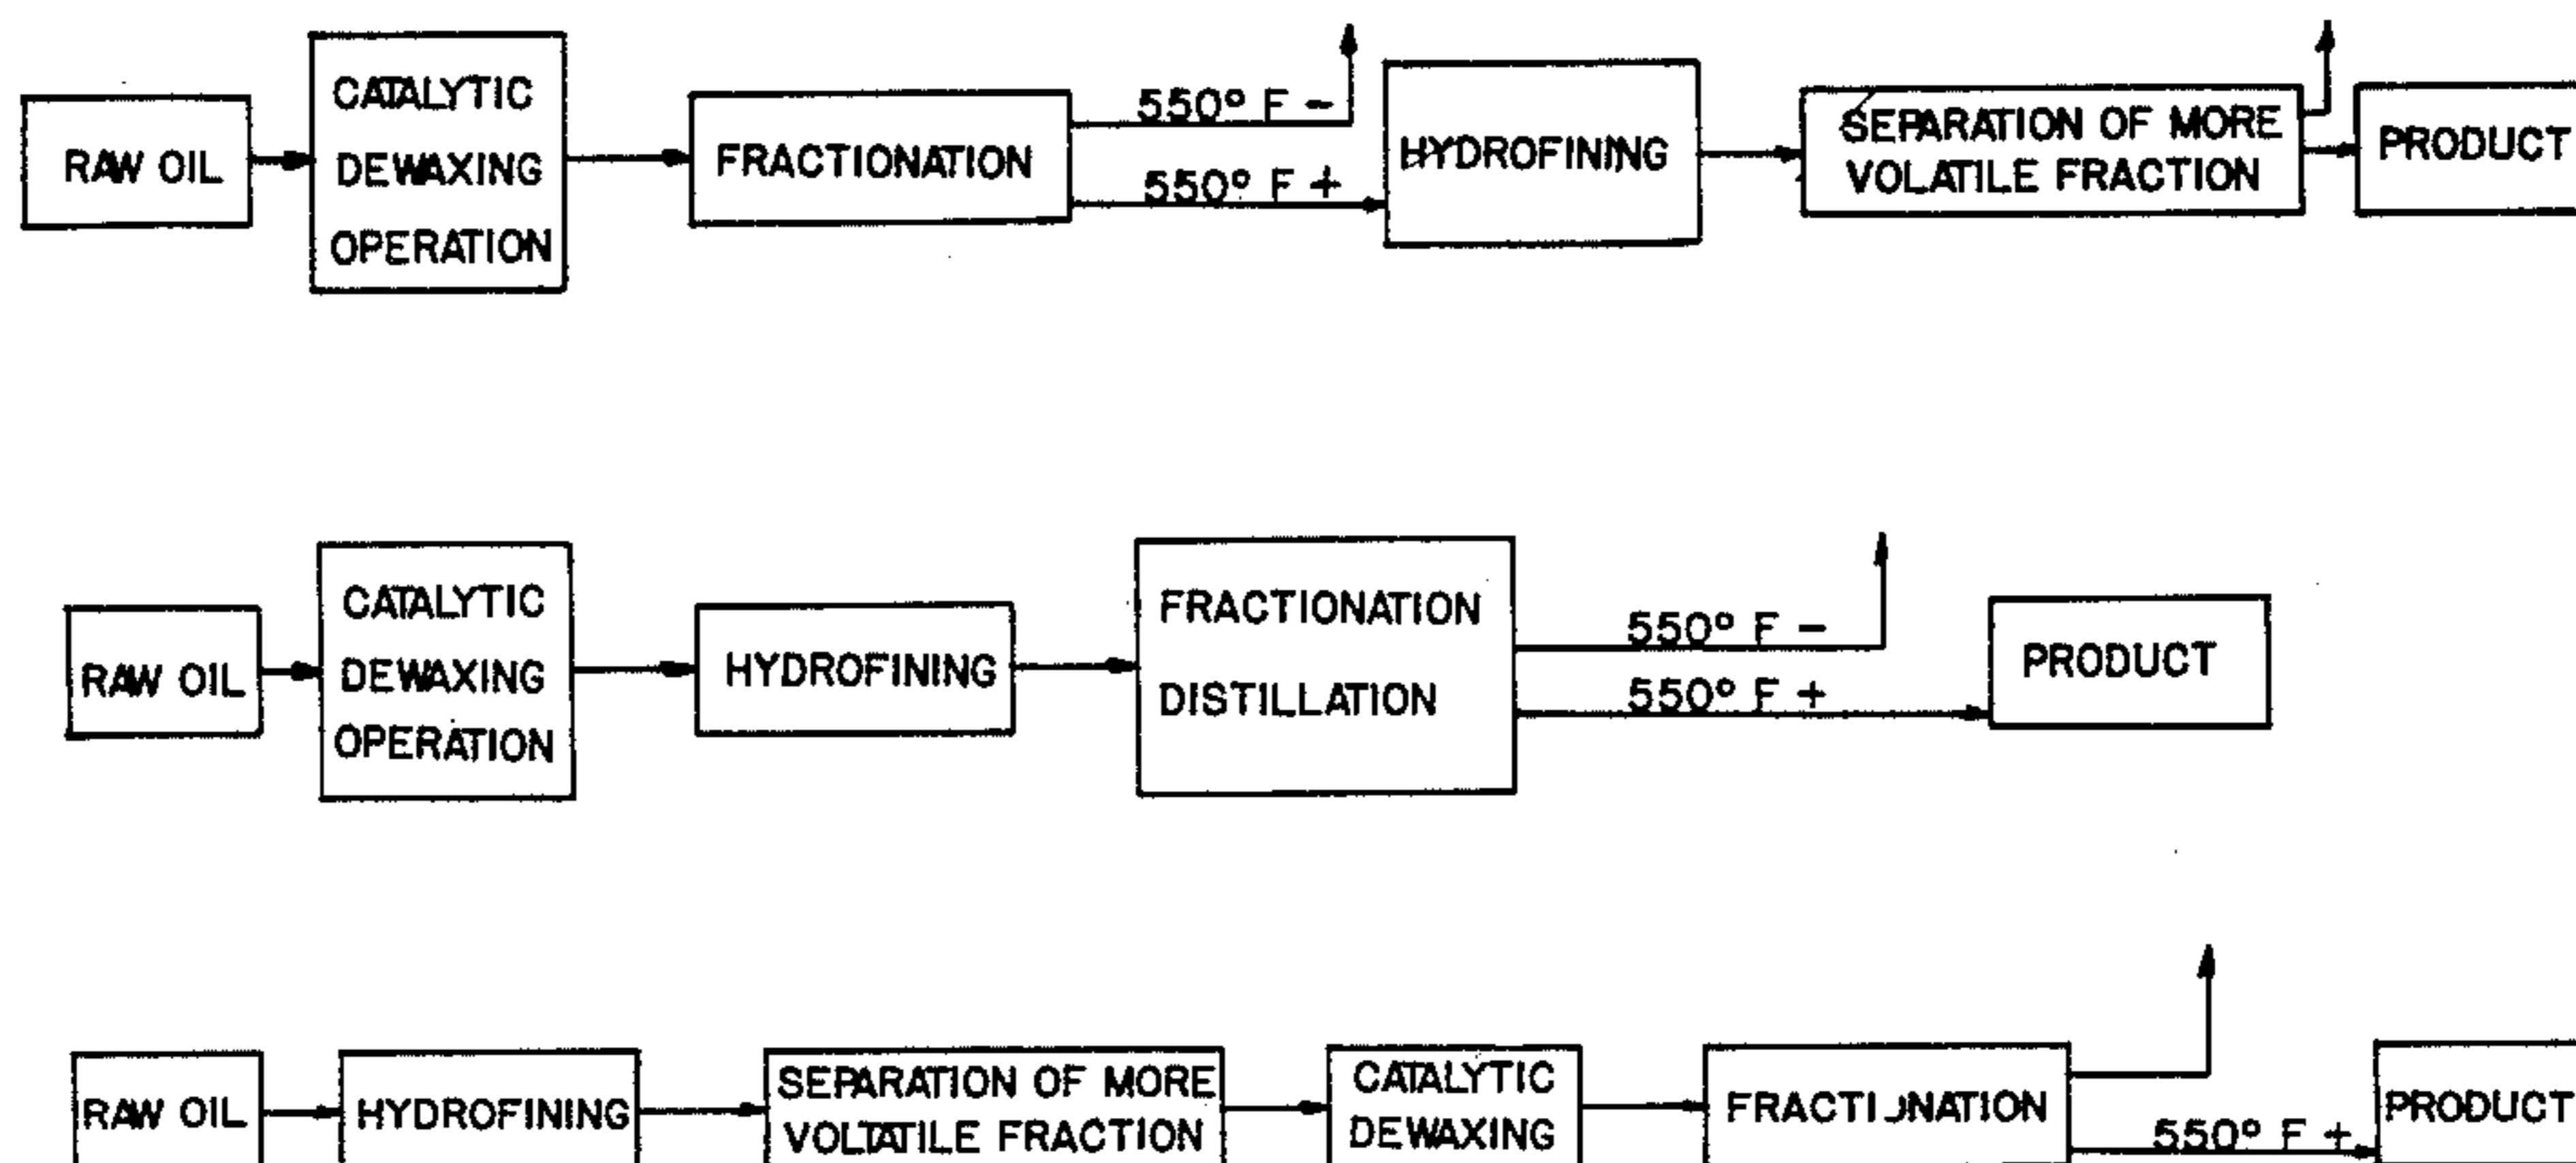 RAW OIL
CATALYTIC
DEWAXING
OPERATION
FRACTIONATION
550° F -
550° F +
HYDROFINING
SEPARATION OF MORE
VOLATILE FRACTION
PRODUCT
RAW OIL
CATALYTIC
DEWAXING
OPERATION
HYDROFINING
FRACTIONATION
DISTILLATION
550° F -
550° F +
PRODUCT
RAW OIL
HYDROFINING
SEPARATION OF MORE
VOLTATILE FRACTION
CATALYTIC
DEWAXING
FRACTIONATION
550° F +
PRODUCT